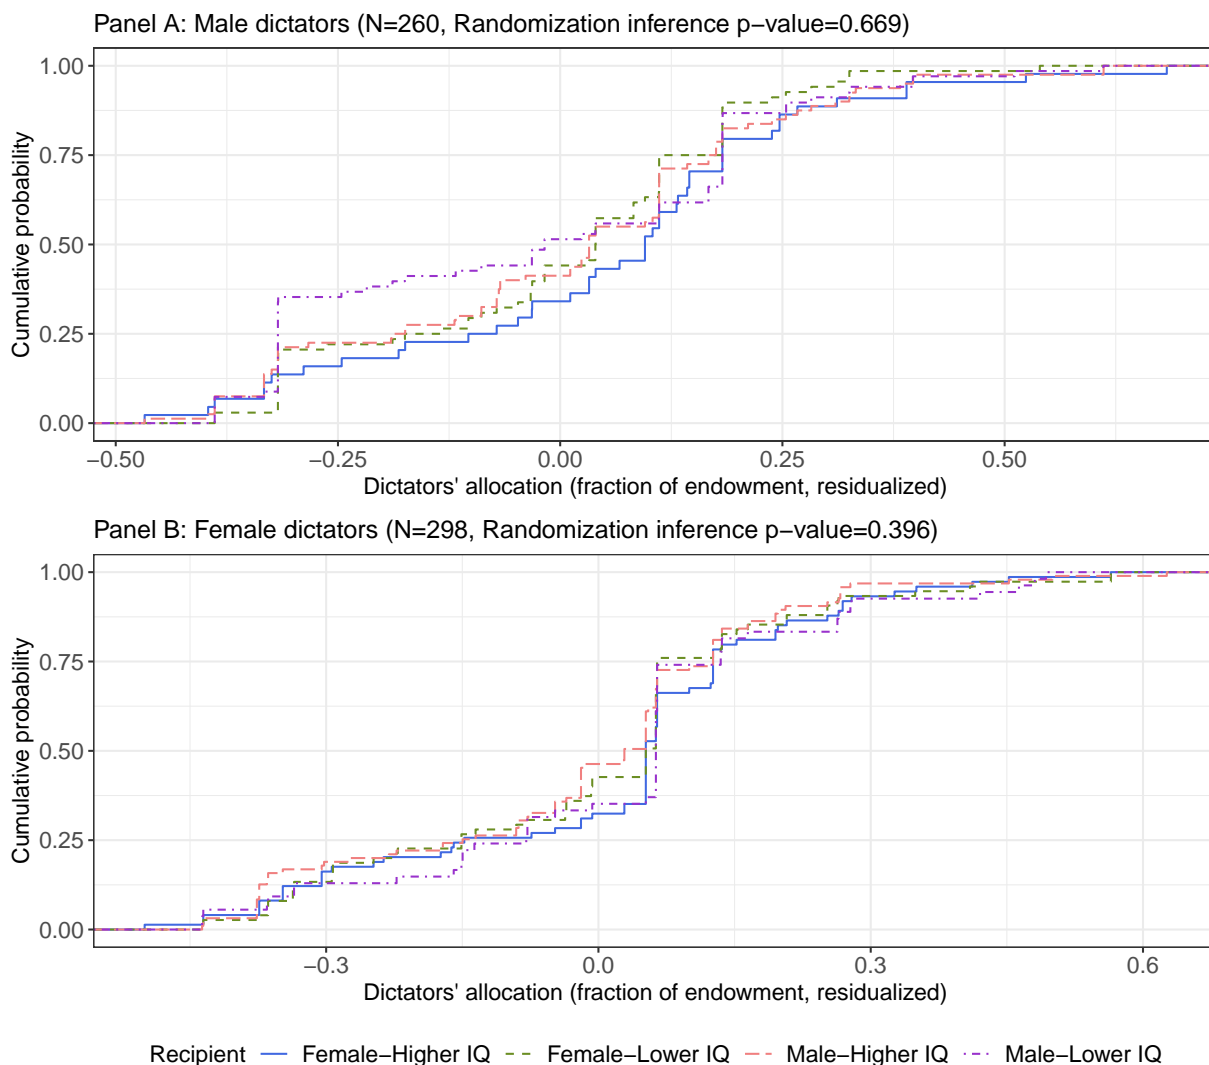 Panel A: Male dictators (N=260, Randomization inference p−value=0.669)
1.00
0.75
0.50
0.25
0.00
Cumulative probability
−0.50 −0.25 0.00 0.25 0.50
Dictators' allocation (fraction of endowment, residualized)
Panel B: Female dictators (N=298, Randomization inference p−value=0.396)
1.00
0.75
0.50
0.25
0.00
Cumulative probability
−0.3 0.0 0.3 0.6
Dictators' allocation (fraction of endowment, residualized)
Recipient Female−Higher IQ Female−Lower IQ Male−Higher IQ Male−Lower IQ